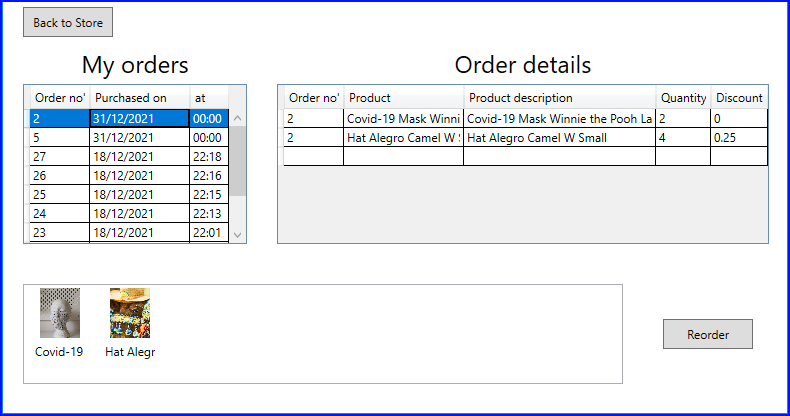 Back to Store
My orders
Order details
Order no' Purchased on at
2 31/12/2021 00:00
5 31/12/2021 00:00
27 18/12/2021 22:18
26 18/12/2021 22:16
25 18/12/2021 22:15
24 18/12/2021 22:13
23 18/12/2021 22:01
Order no' Product Product description Quantity Discount
2 Covid-19 Mask Winni Covid-19 Mask Winnie the Pooh La 2 0
2 Hat Alegro Camel W S Hat Alegro Camel W Small 4 0.25
Covid-19 Hat Alegr
Reorder